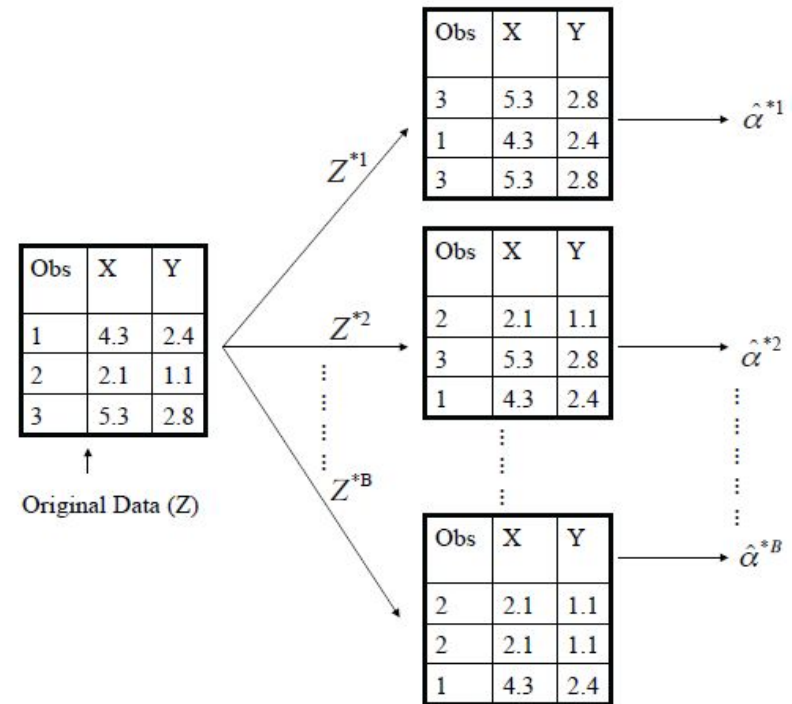 Obs X Y
3 5.3 2.8
1 4.3 2.4
3 5.3 2.8
α̂*1
Z*1
Obs X Y
1 4.3 2.4
2 2.1 1.1
3 5.3 2.8
Original Data (Z)
Z*2
Obs X Y
2 2.1 1.1
3 5.3 2.8
1 4.3 2.4
α̂*2
Z*B
Obs X Y
2 2.1 1.1
2 2.1 1.1
1 4.3 2.4
α̂*B